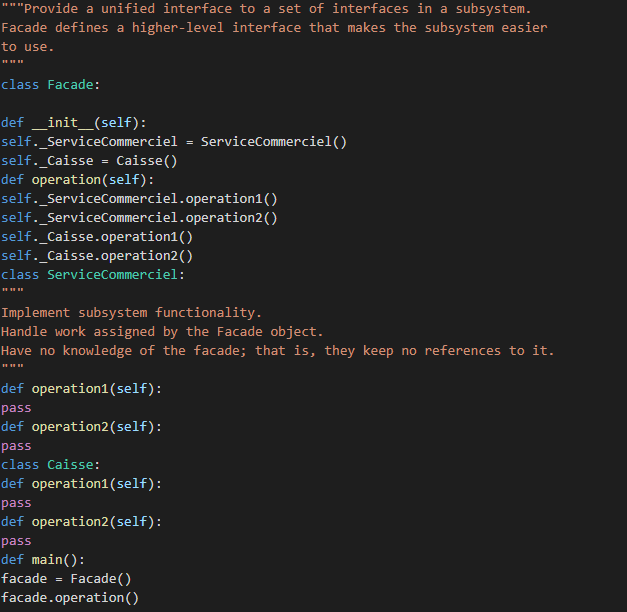 """Provide a unified interface to a set of interfaces in a subsystem.
Facade defines a higher-level interface that makes the subsystem easier
to use.
"""
class Facade:
def __init__(self):
self._ServiceCommerciel = ServiceCommerciel()
self._Caisse = Caisse()
def operation(self):
self._ServiceCommerciel.operation1()
self._ServiceCommerciel.operation2()
self._Caisse.operation1()
self._Caisse.operation2()
class ServiceCommerciel:
"""
Implement subsystem functionality.
Handle work assigned by the Facade object.
Have no knowledge of the facade; that is, they keep no references to it.
"""
def operation1(self):
pass
def operation2(self):
pass
class Caisse:
def operation1(self):
pass
def operation2(self):
pass
def main():
facade = Facade()
facade.operation()